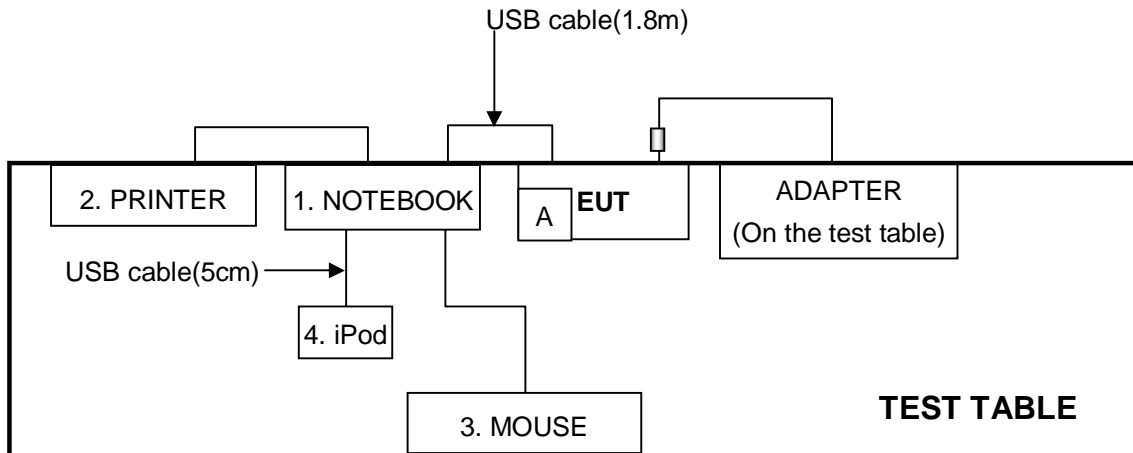 USB cable(1.8m)
2. PRINTER
1. NOTEBOOK
A
EUT
ADAPTER
(On the test table)
USB cable(5cm)
4. iPod
3. MOUSE
TEST TABLE